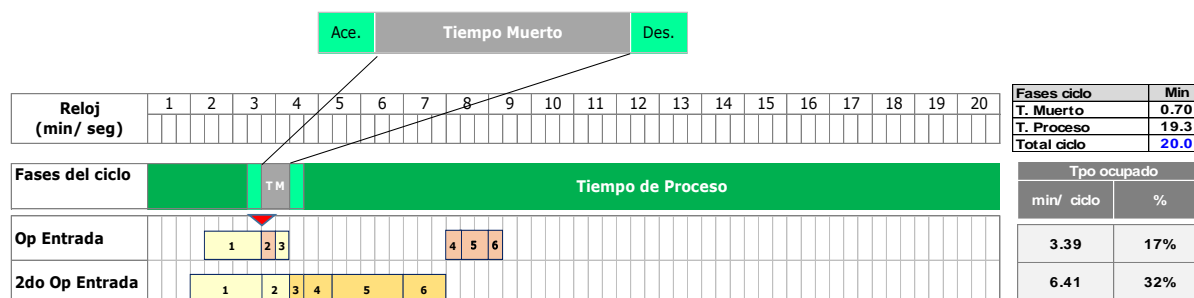 Ace. Tiempo Muerto Des.
Reloj
(min/ seg)
1 2 3 4 5 6 7 8 9 10 11 12 13 14 15 16 17 18 19 20
Fases ciclo Min
T. Muerto 0.70
T. Proceso 19.3
Total ciclo 20.0
Fases del ciclo TM Tiempo de Proceso
Tpo ocupado
min/ ciclo %
Op Entrada 1 2 3 4 5 6 3.39 17%
2do Op Entrada 1 2 3 4 5 6 6.41 32%